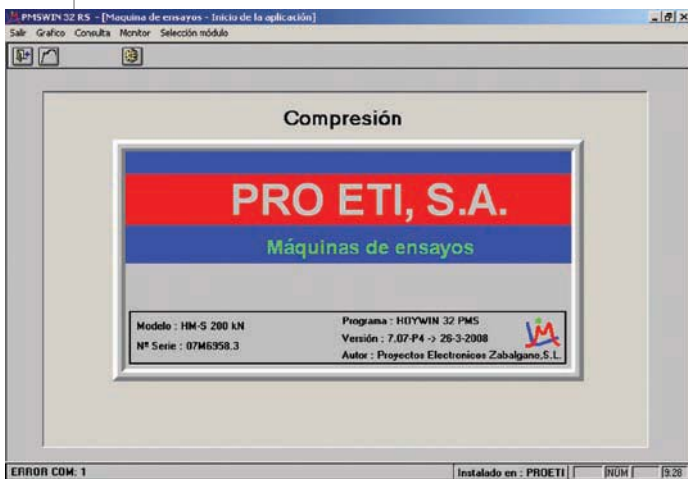 PMSWIN 32 RS - [Maquina de ensayos - Inicio de la aplicación]
Salir Grafico Consulta Monitor Selección módulo
Compresión
PRO ETI, S.A.
Máquinas de ensayos
Modelo : HM-S 200 kN
Nº Serie : 07M6958.3
Programa : HOYWIN 32 PMS
Versión : 7.07-P4 -> 26-3-2008
Autor : Proyectos Electronicos Zabalgano,S.L.
ERROR COM: 1
Instalado en : PROETI
NÚM
9:28